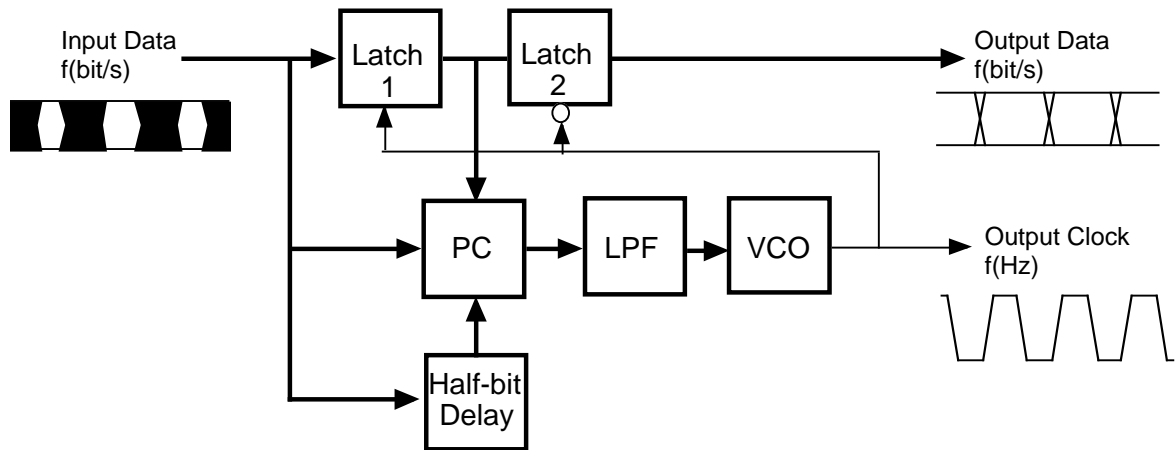 Input Data
f(bit/s)
Latch
1
Latch
2
Output Data
f(bit/s)
PC
LPF
VCO
Output Clock
f(Hz)
Half-bit
Delay